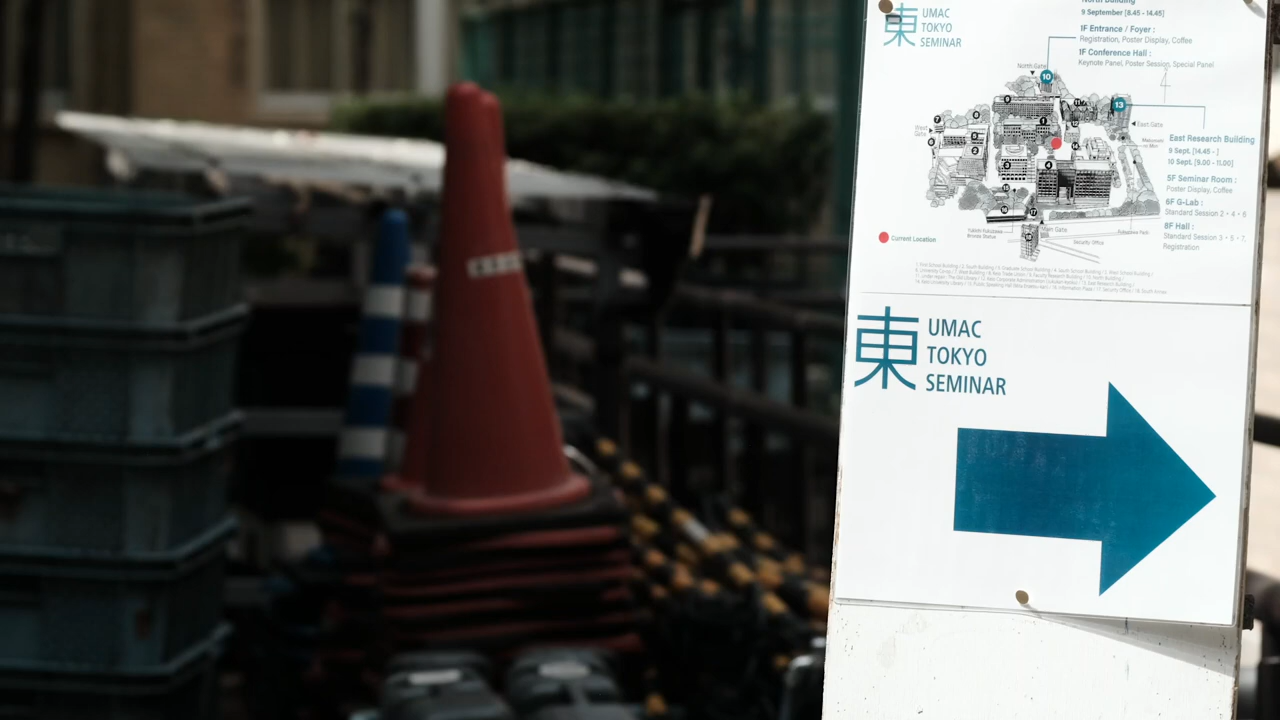 東
UMAC
TOKYO
SEMINAR
North Building
9 September [8.45 - 14.45]
1F Entrance / Foyer :
Registration, Poster Display, Coffee
1F Conference Hall :
Keynote Panel, Poster Session, Special Panel
North Gate
10
13
East Gate
West
Gate
East Research Building
9 Sept. [14.45 - ]
10 Sept. [9.00 - 11.00]
5F Seminar Room :
Poster Display, Coffee
6F G-Lab :
Standard Session 2・4・6
8F Hall :
Standard Session 3・5・7,
Registration
Main Gate
Security Office
Current Location
東
UMAC
TOKYO
SEMINAR